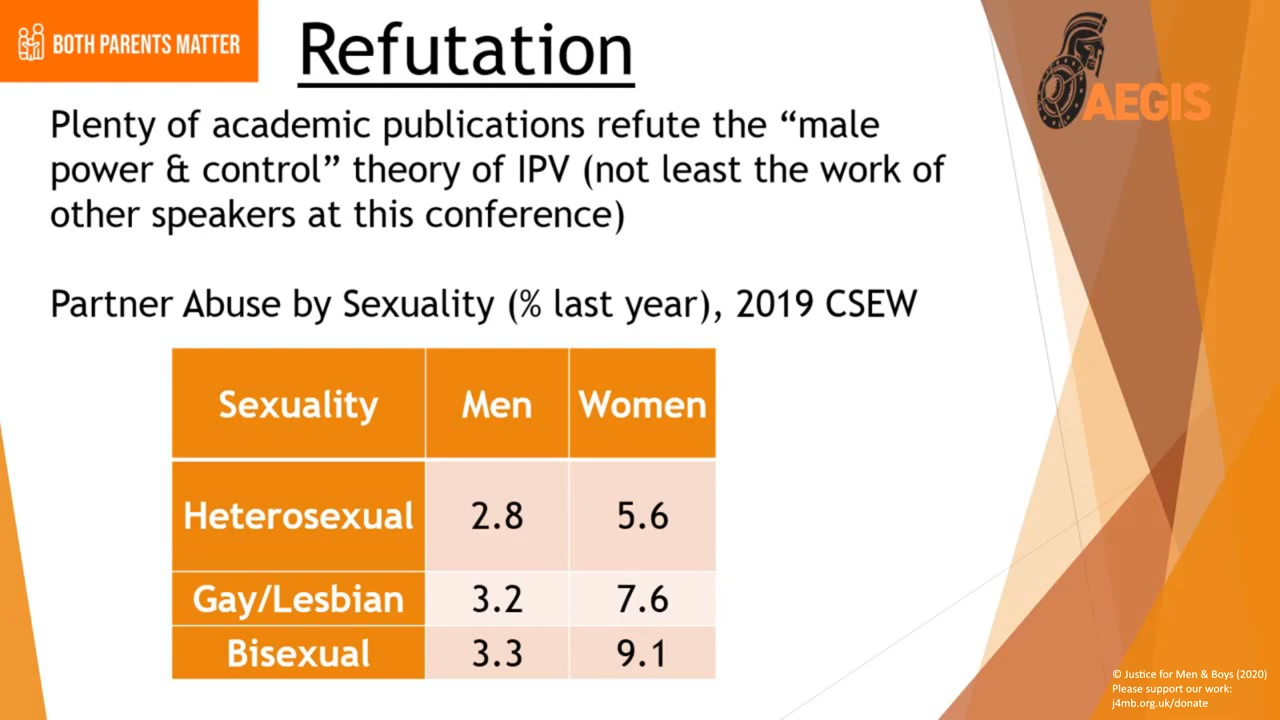 BOTH PARENTS MATTER
Refutation
AEGIS
Plenty of academic publications refute the “male
power & control” theory of IPV (not least the work of
other speakers at this conference)
Partner Abuse by Sexuality (% last year), 2019 CSEW
Sexuality Men Women
Heterosexual 2.8 5.6
Gay/Lesbian 3.2 7.6
Bisexual 3.3 9.1
© Justice for Men & Boys (2020)
Please support our work:
j4mb.org.uk/donate